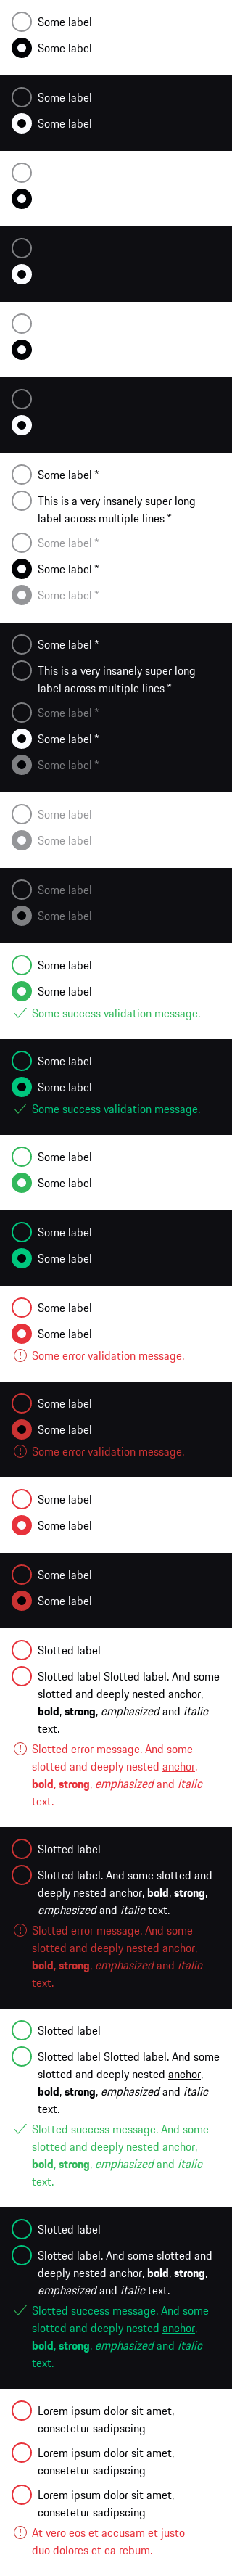 Some label
Some label
Some label
Some label
Some label *
This is a very insanely super long
label across multiple lines *
Some label *
Some label *
Some label *
Some label *
This is a very insanely super long
label across multiple lines *
Some label *
Some label *
Some label *
Some label
Some label
Some label
Some label
Some label
Some label
Some success validation message.
Some label
Some label
Some success validation message.
Some label
Some label
Some label
Some label
Some label
Some label
Some error validation message.
Some label
Some label
Some error validation message.
Some label
Some label
Some label
Some label
Slotted label
Slotted label Slotted label. And some
slotted and deeply nested anchor,
bold, strong, emphasized and italic
text.
Slotted error message. And some
slotted and deeply nested anchor,
bold, strong, emphasized and italic
text.
Slotted label
Slotted label. And some slotted and
deeply nested anchor, bold, strong,
emphasized and italic text.
Slotted error message. And some
slotted and deeply nested anchor,
bold, strong, emphasized and italic
text.
Slotted label
Slotted label Slotted label. And some
slotted and deeply nested anchor,
bold, strong, emphasized and italic
text.
Slotted success message. And some
slotted and deeply nested anchor,
bold, strong, emphasized and italic
text.
Slotted label
Slotted label. And some slotted and
deeply nested anchor, bold, strong,
emphasized and italic text.
Slotted success message. And some
slotted and deeply nested anchor,
bold, strong, emphasized and italic
text.
Lorem ipsum dolor sit amet,
consetetur sadipscing
Lorem ipsum dolor sit amet,
consetetur sadipscing
Lorem ipsum dolor sit amet,
consetetur sadipscing
At vero eos et accusam et justo
duo dolores et ea rebum.